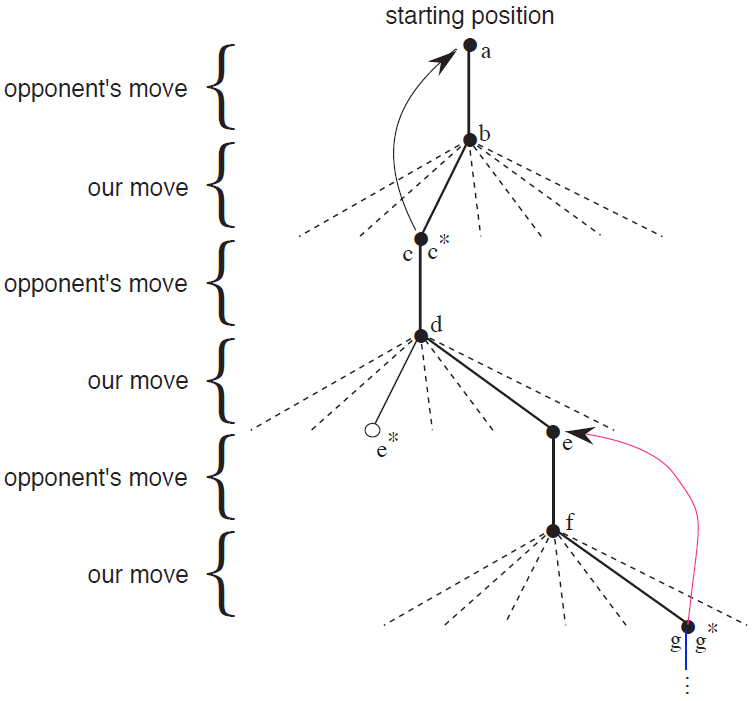 starting position
a
opponent's move
b
our move
c c*
opponent's move
d
our move
e*
e
opponent's move
f
our move
g g*
⋮